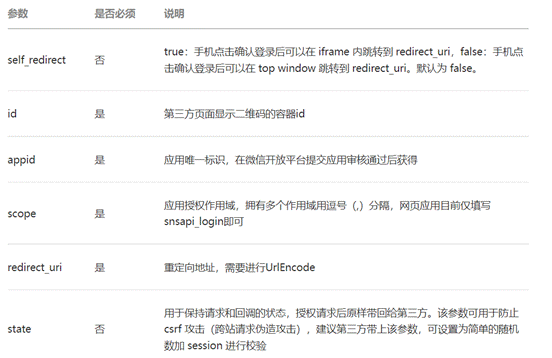 参数 是否必须 说明
true：手机点击确认登录后可以在 iframe 内跳转到 redirect_uri，false：手机点
self_redirect 否
击确认登录后可以在 top window 跳转到 redirect_uri。默认为 false。
id 是 第三方页面显示二维码的容器id
appid 是 应用唯一标识，在微信开放平台提交应用审核通过后获得
应用授权作用域，拥有多个作用域用逗号（,）分隔，网页应用目前仅填写
scope 是
snsapi_login即可
redirect_uri 是 重定向地址，需要进行UrlEncode
用于保持请求和回调的状态，授权请求后原样带回给第三方。该参数可用于防止
state 否 csrf 攻击（跨站请求伪造攻击），建议第三方带上该参数，可设置为简单的随机
数加 session 进行校验